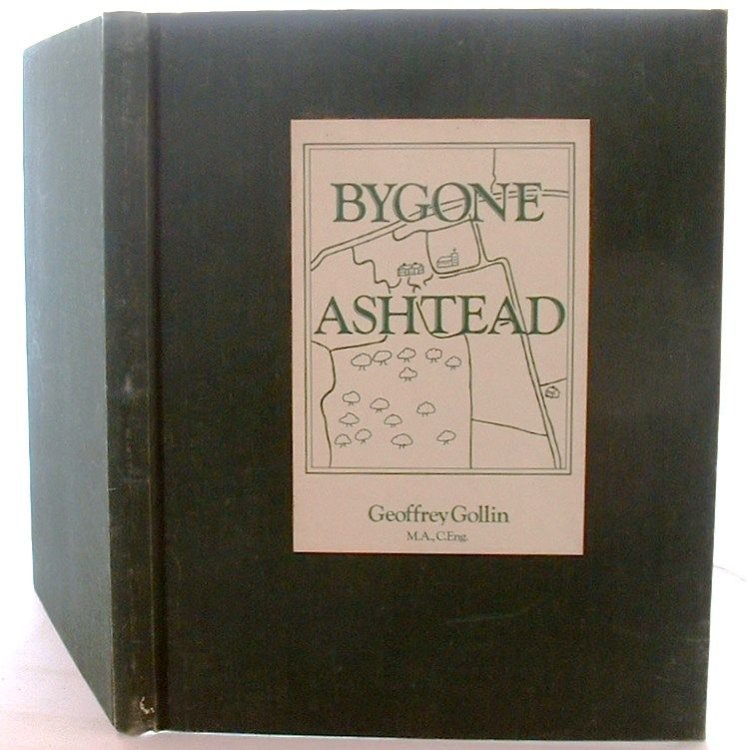 BYGONE
ASHTEAD
Geoffrey Gollin
M.A., C.Eng.